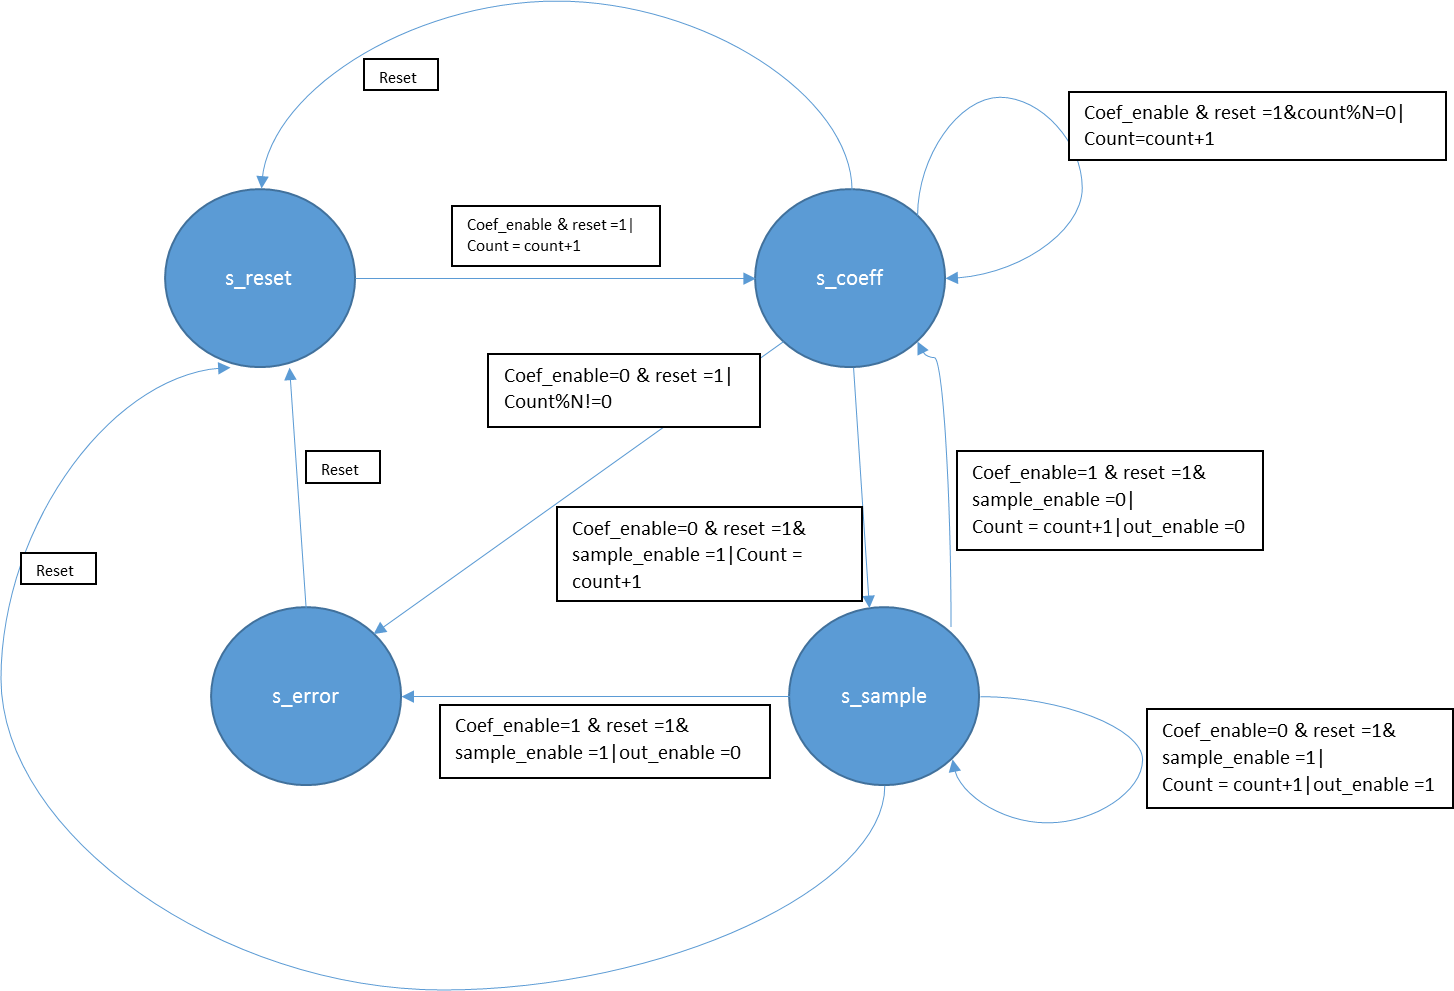 Reset
Coef_enable & reset =1&count%N=0|
Count=count+1
Coef_enable & reset =1|
Count = count+1
s_reset
s_coeff
Coef_enable=0 & reset =1|
Count%N!=0
Reset
Coef_enable=1 & reset =1&
sample_enable =0|
Count = count+1|out_enable =0
Coef_enable=0 & reset =1&
sample_enable =1|Count =
count+1
Reset
s_error
s_sample
Coef_enable=1 & reset =1&
sample_enable =1|out_enable =0
Coef_enable=0 & reset =1&
sample_enable =1|
Count = count+1|out_enable =1